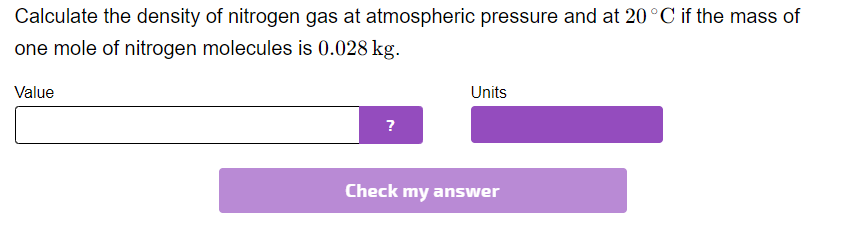 Calculate the density of nitrogen gas at atmospheric pressure and at 20 °C if the mass of
one mole of nitrogen molecules is 0.028 kg.
Value
Units
?
Check my answer